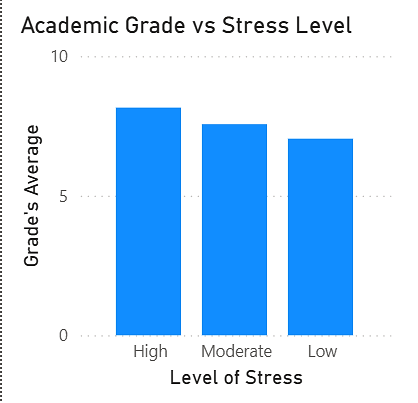 Academic Grade vs Stress Level
10
5
0
Grade's Average
High Moderate Low
Level of Stress